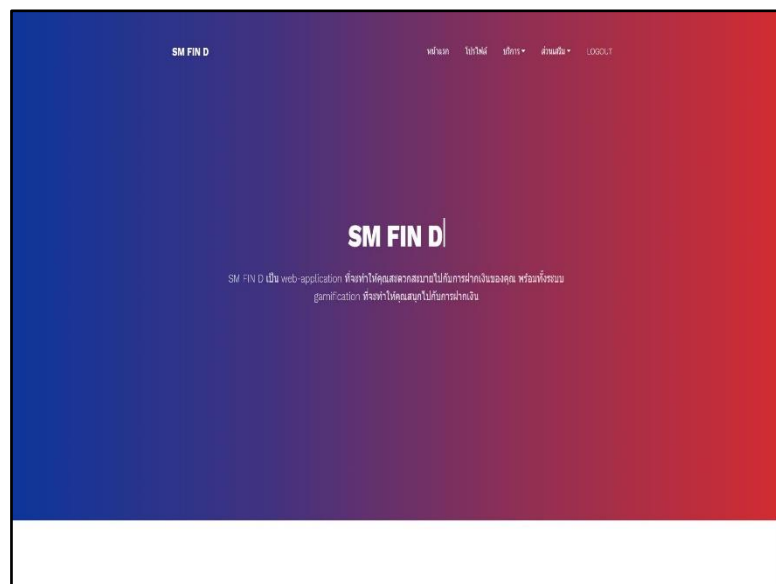 SM FIN D
หน้าแรก โปรไฟล์ บริการ ส่วนเสริม LOGOUT
SM FIN D
SM FIN D เป็น web-application ที่จะทำให้คุณสะดวกสะบายไปกับการฝากเงินของคุณ พร้อมทั้งระบบ
gamification ที่จะทำให้คุณสนุกไปกับการฝากเงิน